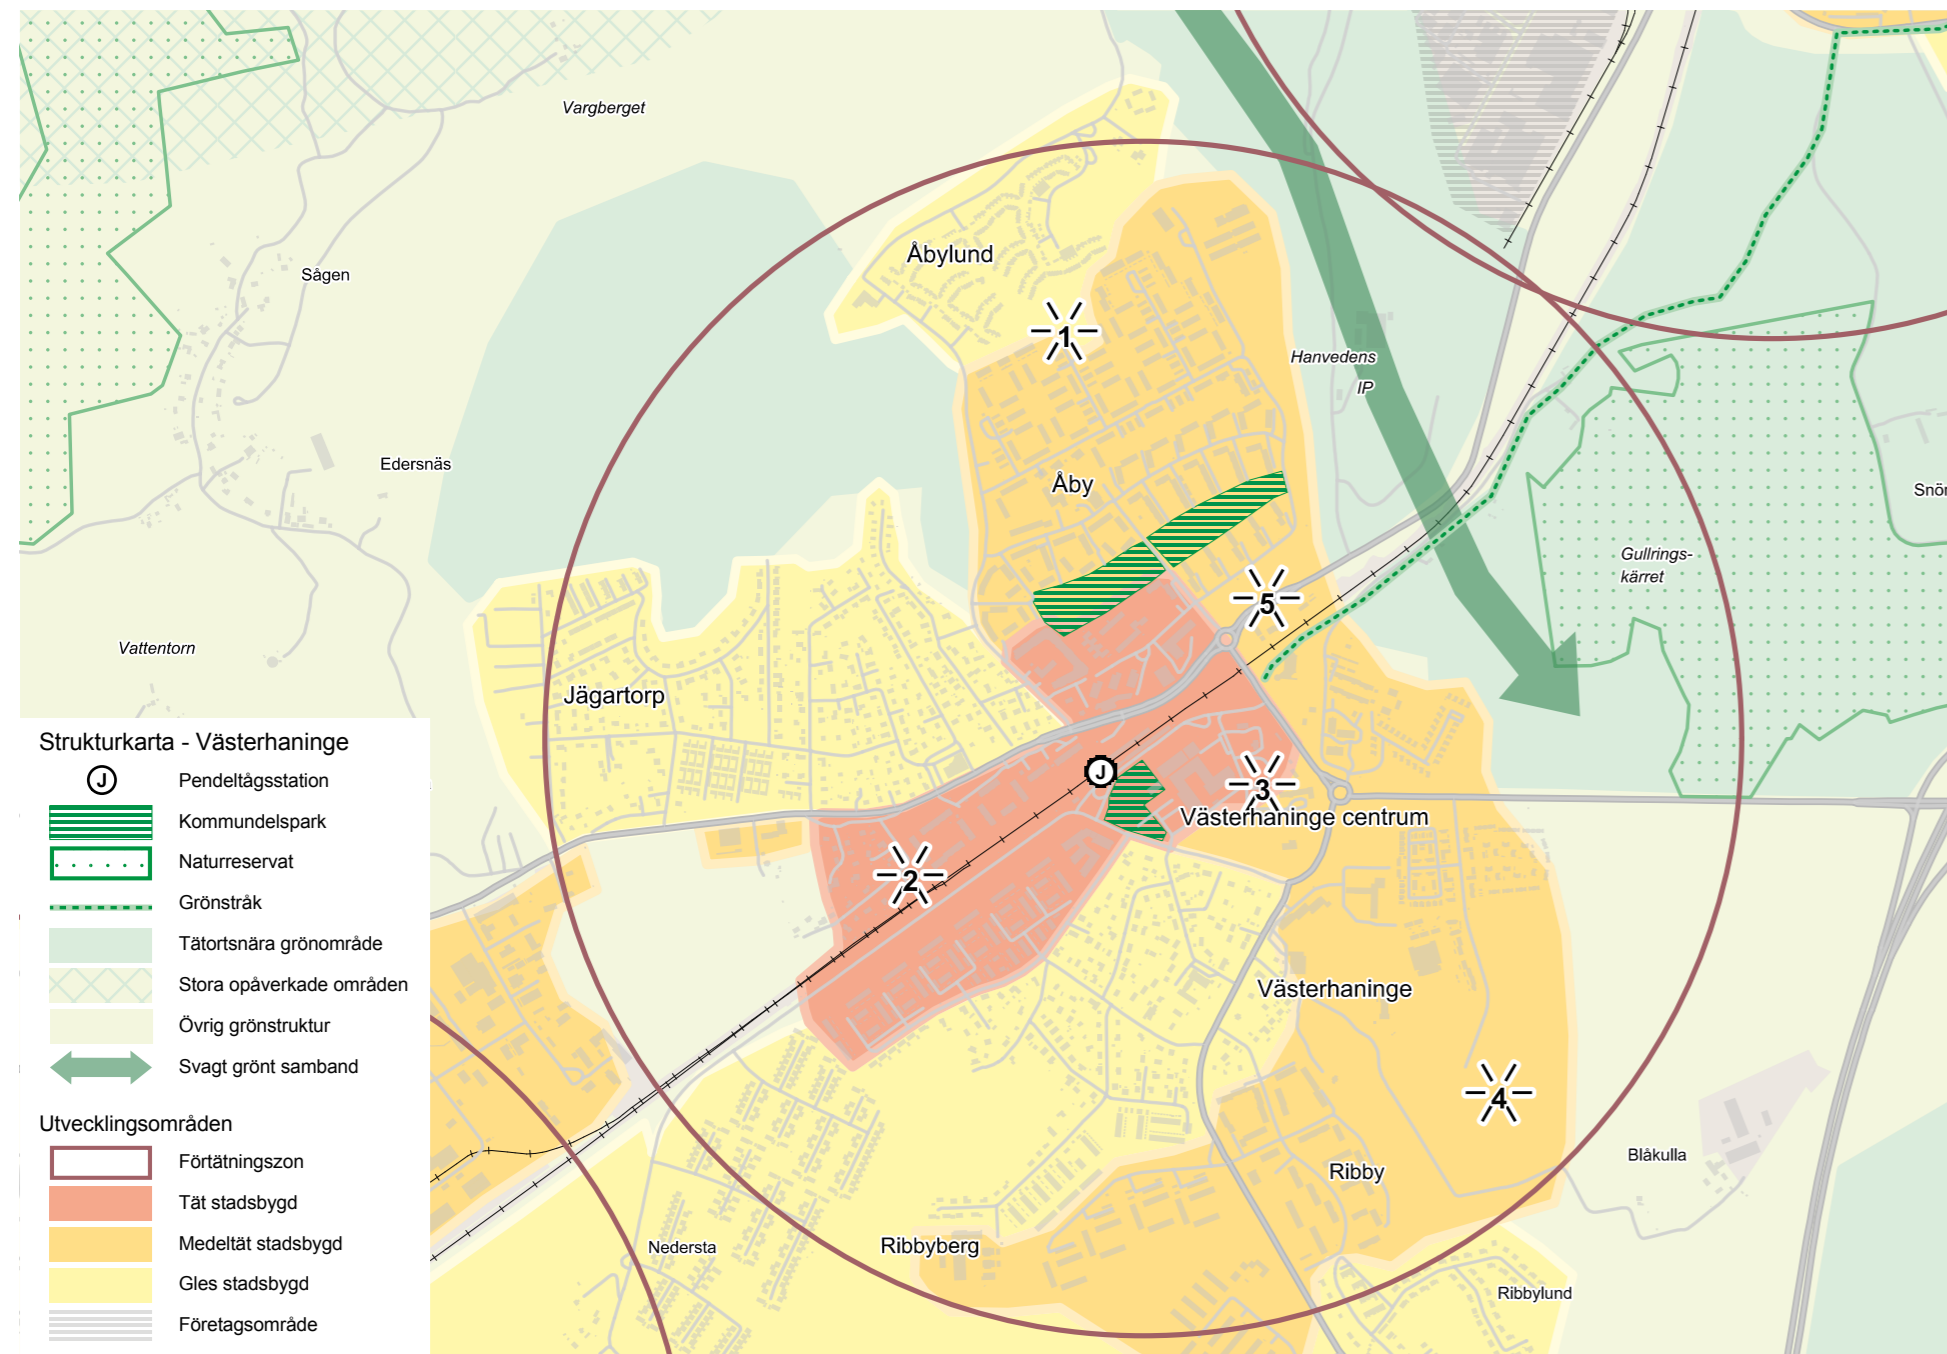 Vargberget
Åbylund
Sågen
1
Hanvedens
IP
Edersnäs
Åby
Snör
Gullrings-
kärret
5
Vattentorn
Jägartorp
J
3
Västerhaninge centrum
2
Västerhaninge
4
Blåkulla
Ribby
Nedersta
Ribbyberg
Ribbylund
Strukturkarta - Västerhaninge
J Pendeltågsstation
Kommundelspark
Naturreservat
Grönstråk
Tätortsnära grönområde
Stora opåverkade områden
Övrig grönstruktur
Svagt grönt samband
Utvecklingsområden
Förtätningszon
Tät stadsbygd
Medeltät stadsbygd
Gles stadsbygd
Företagsområde